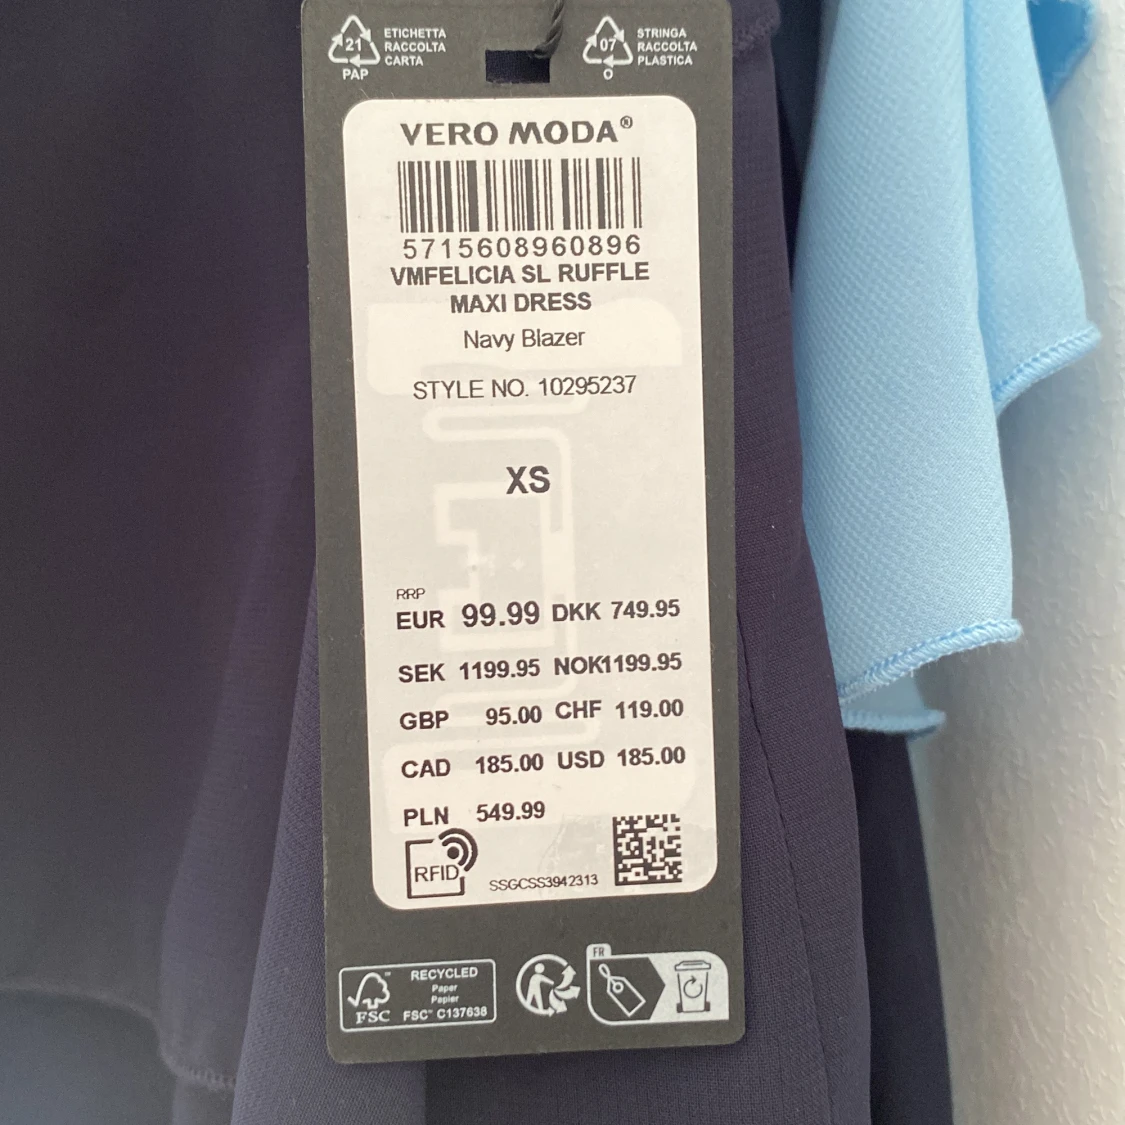 21
PAP
ETICHETTA
RACCOLTA
CARTA
07
O
STRINGA
RACCOLTA
PLASTICA
VERO MODA®
5715608960896
VMFELICIA SL RUFFLE
MAXI DRESS
Navy Blazer
STYLE NO. 10295237
XS
RRP
EUR 99.99 DKK 749.95
SEK 1199.95 NOK1199.95
GBP 95.00 CHF 119.00
CAD 185.00 USD 185.00
PLN 549.99
RFID
SSGCSS3942313
FSC
RECYCLED
Paper
Papier
FSC™ C137638
FR